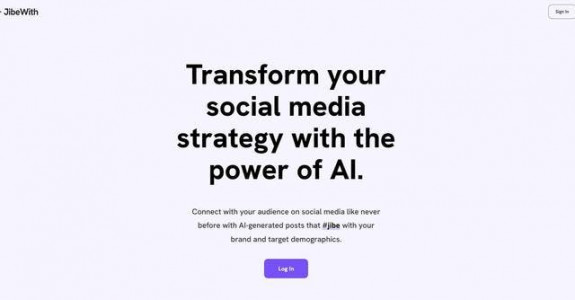 JibeWith
Sign In
Transform your
social media
strategy with the
power of AI.
Connect with your audience on social media like never
before with AI-generated posts that #jibe with your
brand and target demographics.
Log In